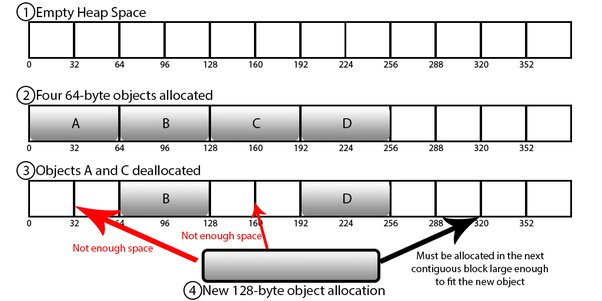 1 Empty Heap Space
0 32 64 96 128 160 192 224 256 288 320 352
2 Four 64-byte objects allocated
A B C D
0 32 64 96 128 160 192 224 256 288 320 352
3 Objects A and C deallocated
B D
0 32 64 96 128 160 192 224 256 288 320 352
Not enough space
Not enough space
Must be allocated in the next
contiguous block large enough
to fit the new object
4 New 128-byte object allocation